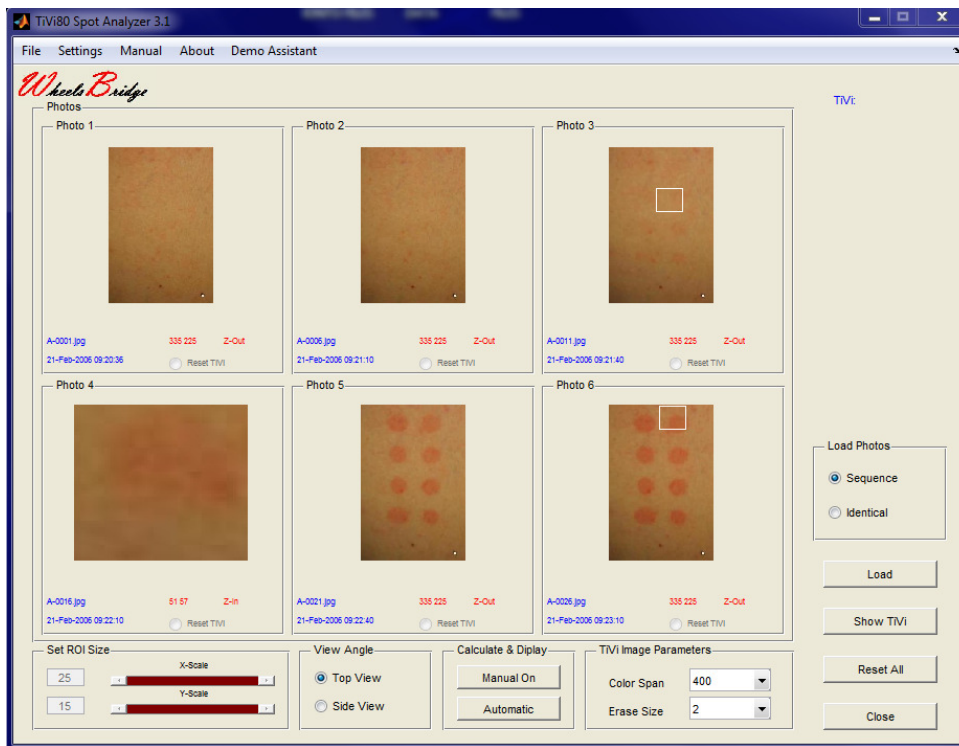 TiVi80 Spot Analyzer 3.1
File Settings Manual About Demo Assistant
WheelsBridge
TiVi:
Photos
Photo 1
A-0001.jpg 336 225 Z-Out
21-Feb-2006 09:20:36 Reset TiVi
Photo 2
A-0006.jpg 336 225 Z-Out
21-Feb-2006 09:21:10 Reset TiVi
Photo 3
A-0011.jpg 336 225 Z-Out
21-Feb-2006 09:21:40 Reset TiVi
Photo 4
A-0016.jpg 51 57 Z-In
21-Feb-2006 09:22:10 Reset TiVi
Photo 5
A-0021.jpg 336 225 Z-Out
21-Feb-2006 09:22:40 Reset TiVi
Photo 6
A-0026.jpg 336 225 Z-Out
21-Feb-2006 09:23:10 Reset TiVi
Load Photos
Sequence
Identical
Load
Show TiVi
Reset All
Close
Set ROI Size
X-Scale
25
Y-Scale
15
View Angle
Top View
Side View
Calculate & Diplay
Manual On
Automatic
TiVi Image Parameters
Color Span 400
Erase Size 2